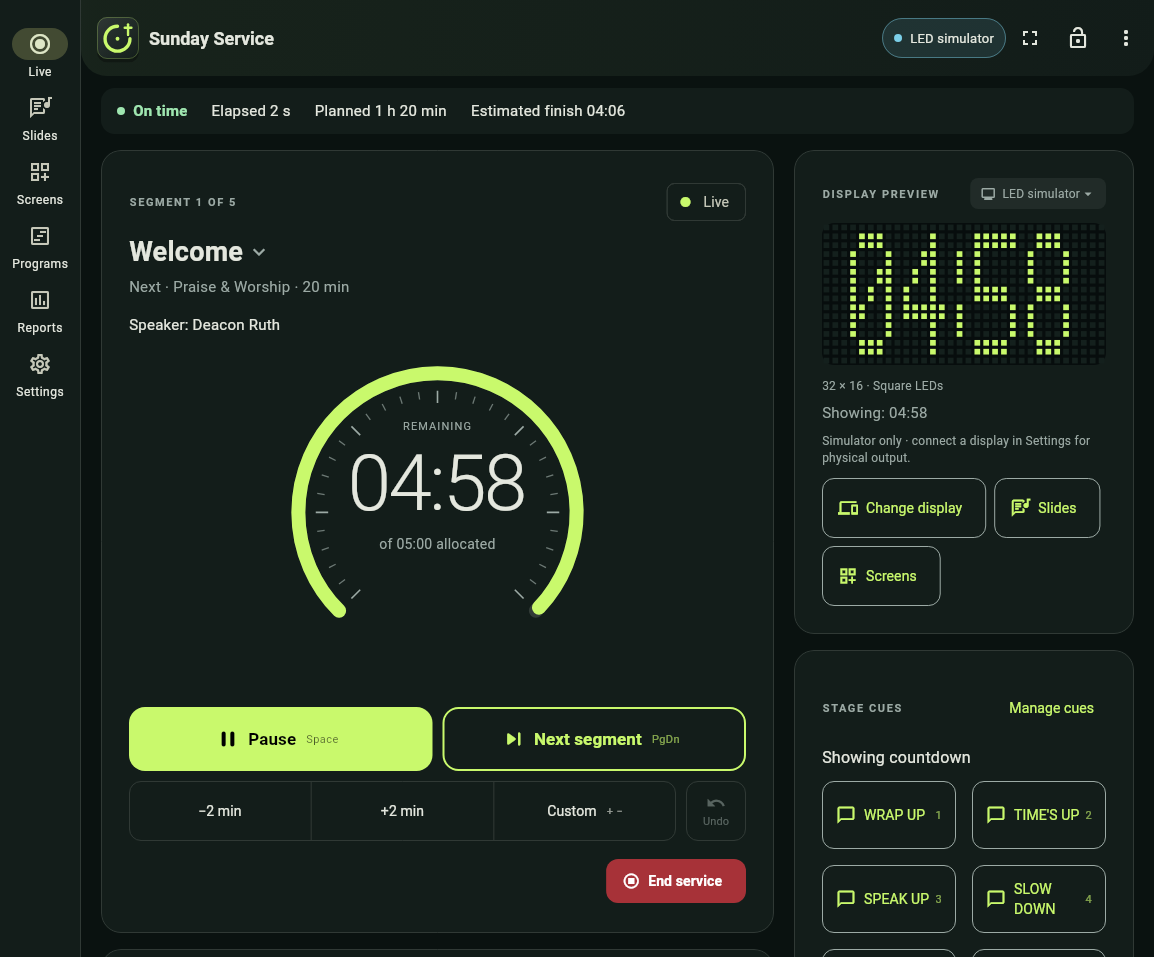 Live
Slides
Screens
Programs
Reports
Settings
Sunday Service
LED simulator
On time Elapsed 2 s Planned 1 h 20 min Estimated finish 04:06
SEGMENT 1 OF 5
Live
Welcome
Next · Praise & Worship · 20 min
Speaker: Deacon Ruth
REMAINING
04:58
of 05:00 allocated
Pause Space
Next segment PgDn
−2 min
+2 min
Custom + −
Undo
End service
DISPLAY PREVIEW
LED simulator
04:58
32 × 16 · Square LEDs
Showing: 04:58
Simulator only · connect a display in Settings for
physical output.
Change display
Slides
Screens
STAGE CUES
Manage cues
Showing countdown
WRAP UP 1
TIME'S UP 2
SPEAK UP 3
SLOW
DOWN 4